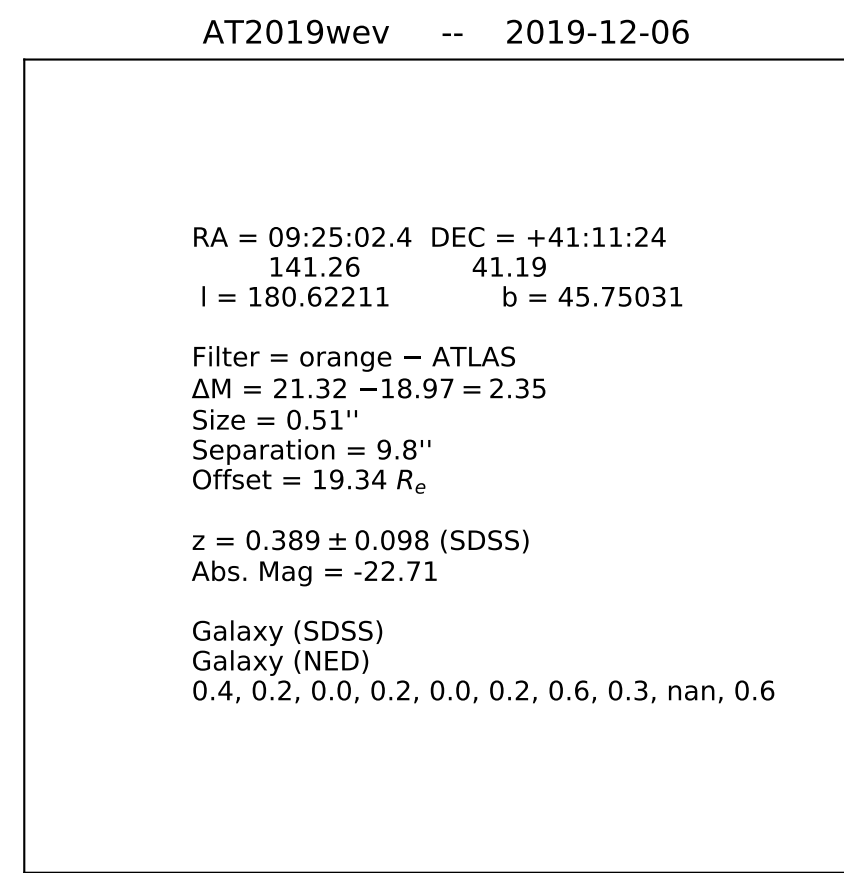 AT2019wev -- 2019-12-06
RA = 09:25:02.4 DEC = +41:11:24
141.26 41.19
l = 180.62211 b = 45.75031
Filter = orange − ATLAS
ΔM = 21.32 −18.97 = 2.35
Size = 0.51''
Separation = 9.8''
Offset = 19.34 Rₑ
z = 0.389 ± 0.098 (SDSS)
Abs. Mag = -22.71
Galaxy (SDSS)
Galaxy (NED)
0.4, 0.2, 0.0, 0.2, 0.0, 0.2, 0.6, 0.3, nan, 0.6